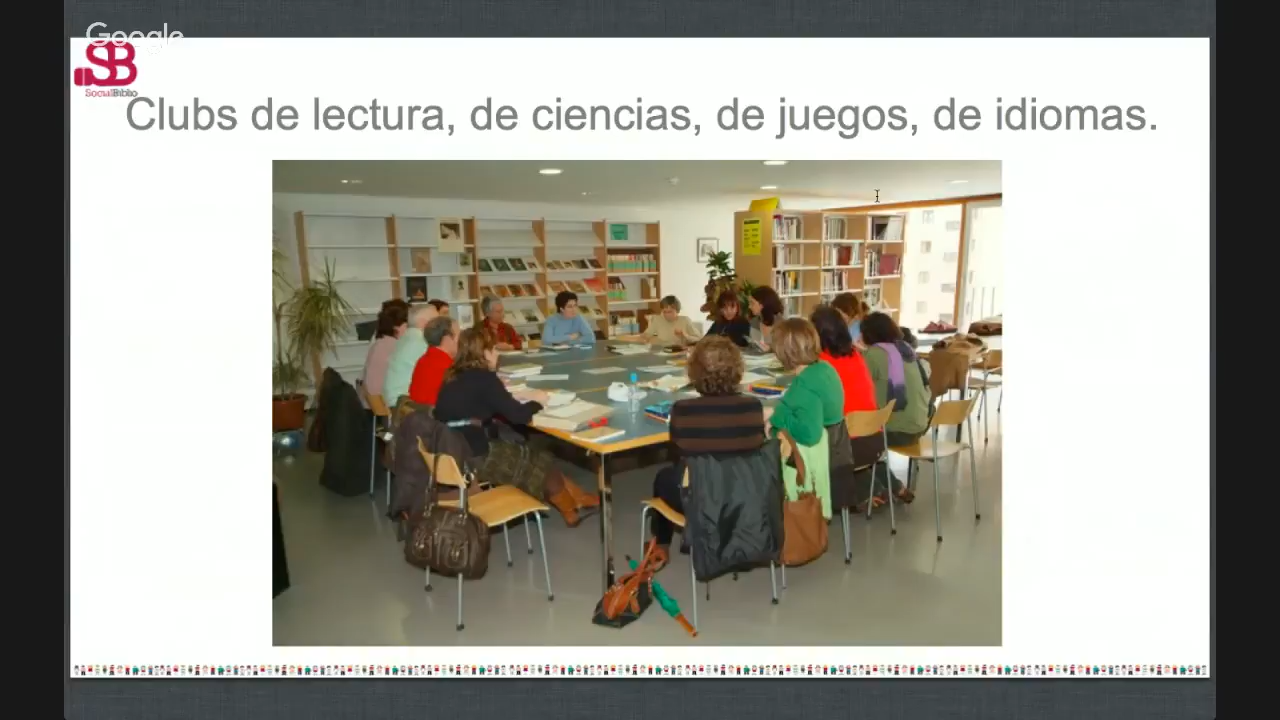 Google
SB
SocialBiblio
Clubs de lectura, de ciencias, de juegos, de idiomas.